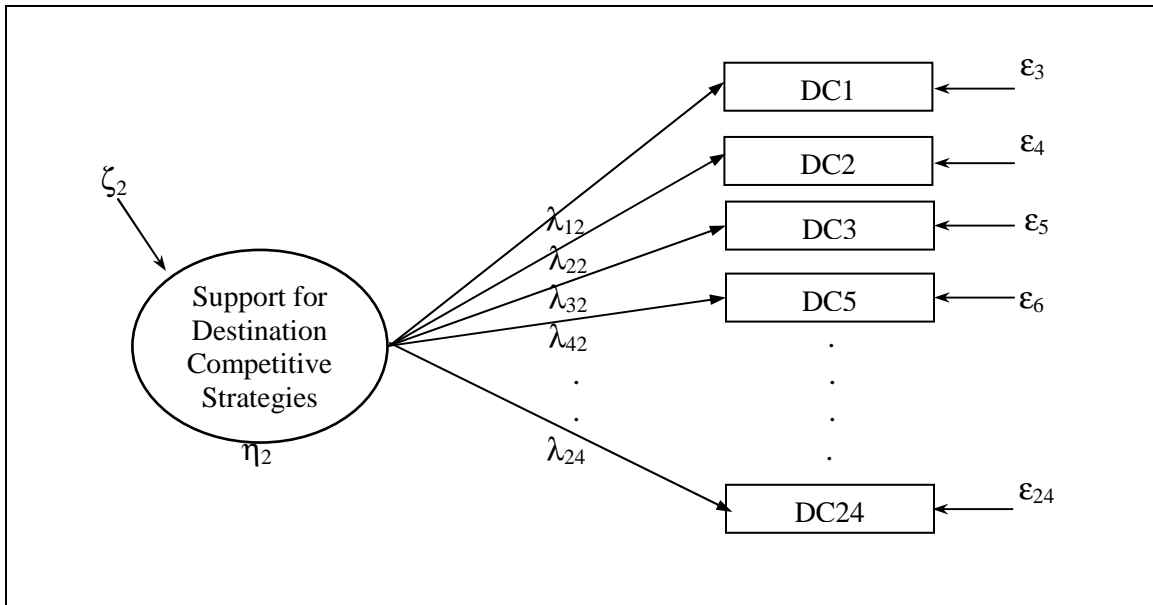 DC1
ε3
DC2
ε4
ζ2
λ12
DC3
ε5
λ22
Support for
Destination
Competitive
Strategies
η2
λ32
DC5
ε6
λ42
.
.
.
.
.
λ24
DC24
ε24